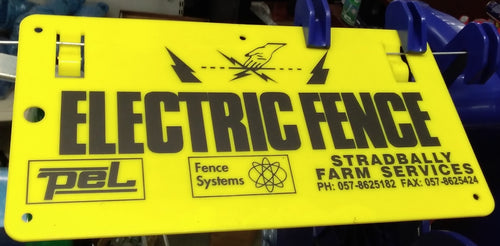 ELECTRIC FENCE
PEL
Fence
Systems
STRADBALLY
FARM SERVICES
PH: 057-8625182 FAX: 057-8625424